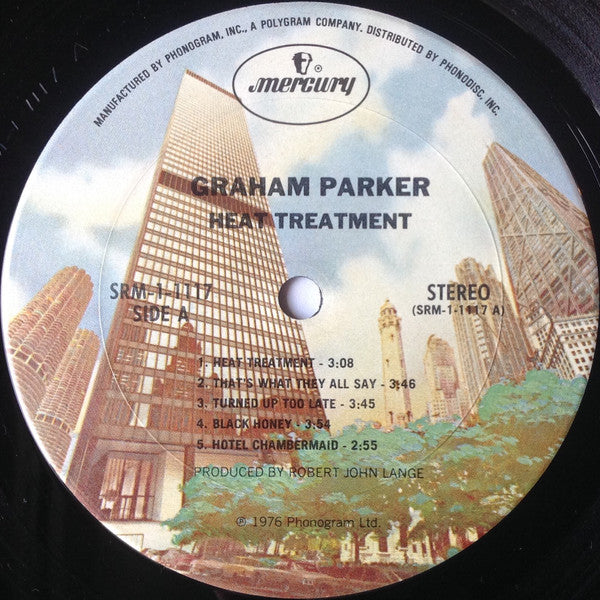 MANUFACTURED BY PHONOGRAM, INC., A POLYGRAM COMPANY. DISTRIBUTED BY PHONODISC, INC.
®
mercury
GRAHAM PARKER
HEAT TREATMENT
SRM-1-1117
SIDE A
STEREO
(SRM-1-1117 A)
1. HEAT TREATMENT - 3:08
2. THAT'S WHAT THEY ALL SAY - 3:46
3. TURNED UP TOO LATE - 3:45
4. BLACK HONEY - 3:54
5. HOTEL CHAMBERMAID - 2:55
PRODUCED BY ROBERT JOHN LANGE
℗ 1976 Phonogram Ltd.